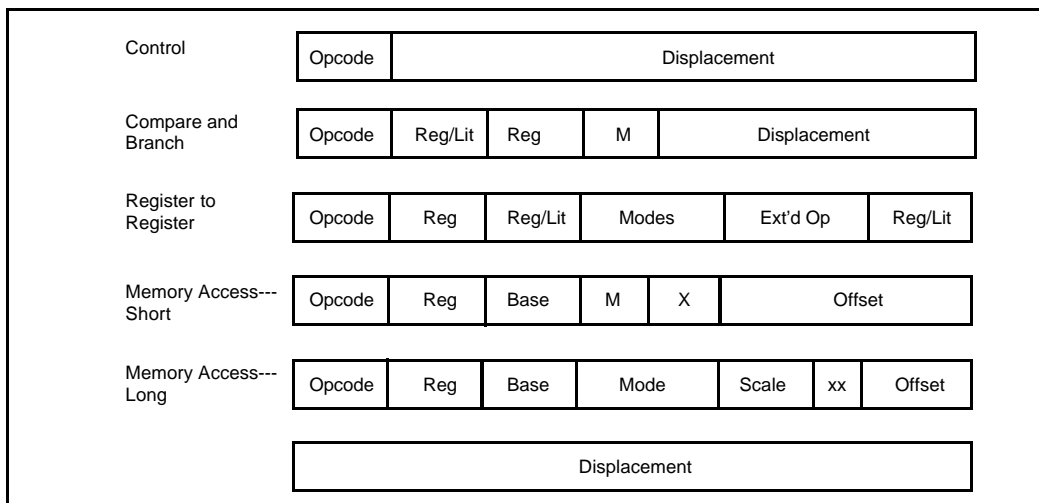 Control
Opcode Displacement
Compare and
Branch
Opcode Reg/Lit Reg M Displacement
Register to
Register
Opcode Reg Reg/Lit Modes Ext'd Op Reg/Lit
Memory Access---
Short
Opcode Reg Base M X Offset
Memory Access---
Long
Opcode Reg Base Mode Scale xx Offset
Displacement